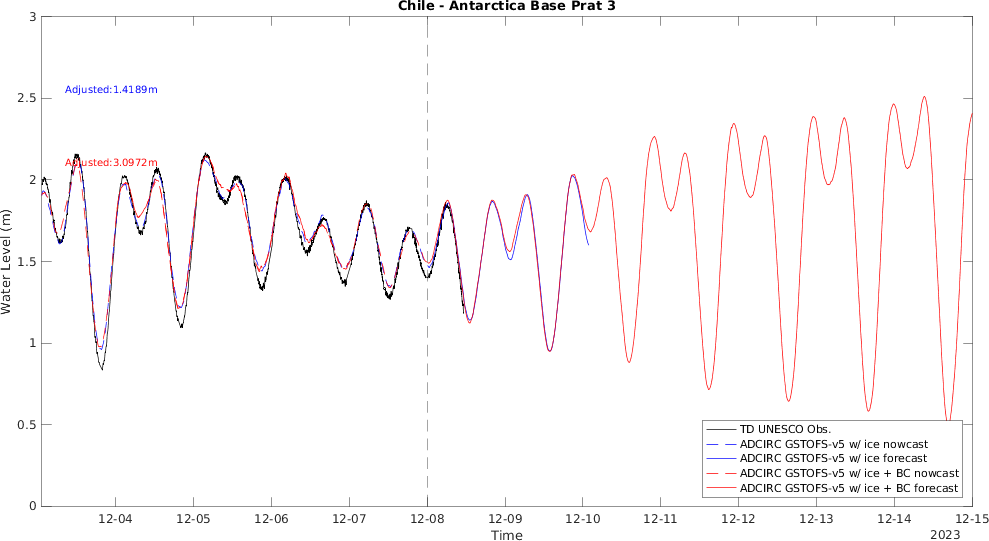 Chile - Antarctica Base Prat 3
3
2.5
2
1.5
1
0.5
0
Water Level (m)
Adjusted:1.4189m
Adjusted:3.0972m
TD UNESCO Obs.
ADCIRC GSTOFS-v5 w/ ice nowcast
ADCIRC GSTOFS-v5 w/ ice forecast
ADCIRC GSTOFS-v5 w/ ice + BC nowcast
ADCIRC GSTOFS-v5 w/ ice + BC forecast
12-04 12-05 12-06 12-07 12-08 12-09 12-10 12-11 12-12 12-13 12-14 12-15
Time
2023